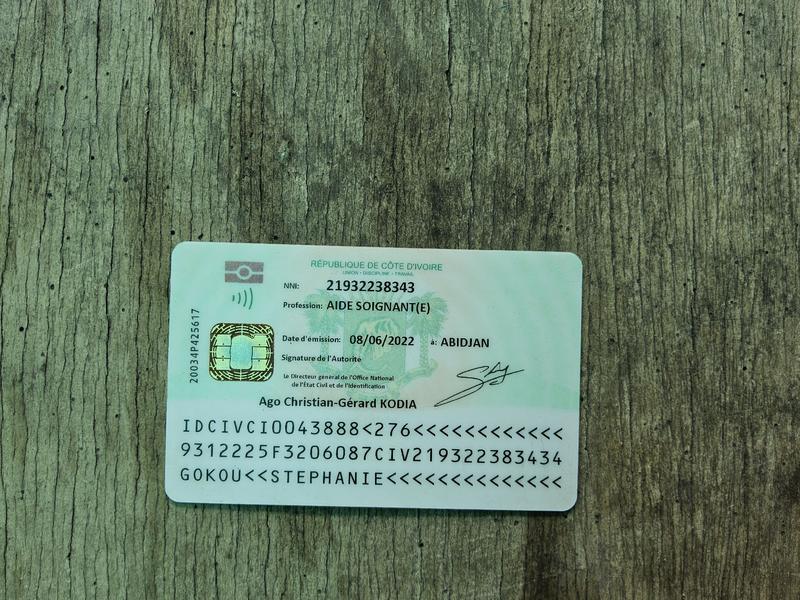 RÉPUBLIQUE DE CÔTE D'IVOIRE
UNION - DISCIPLINE - TRAVAIL
NNI: 21932238343
Profession: AIDE SOIGNANT(E)
20034P425617
Date d'émission: 08/06/2022 à: ABIDJAN
Signature de l'Autorité
Le Directeur général de l'Office National
de l'État Civil et de l'Identification
Ago Christian-Gérard KODIA
IDCIVCI0043888<276<<<<<<<<<<<<
9312225F3206087CIV219322383434
GOKOU<<STEPHANIE<<<<<<<<<<<<<<